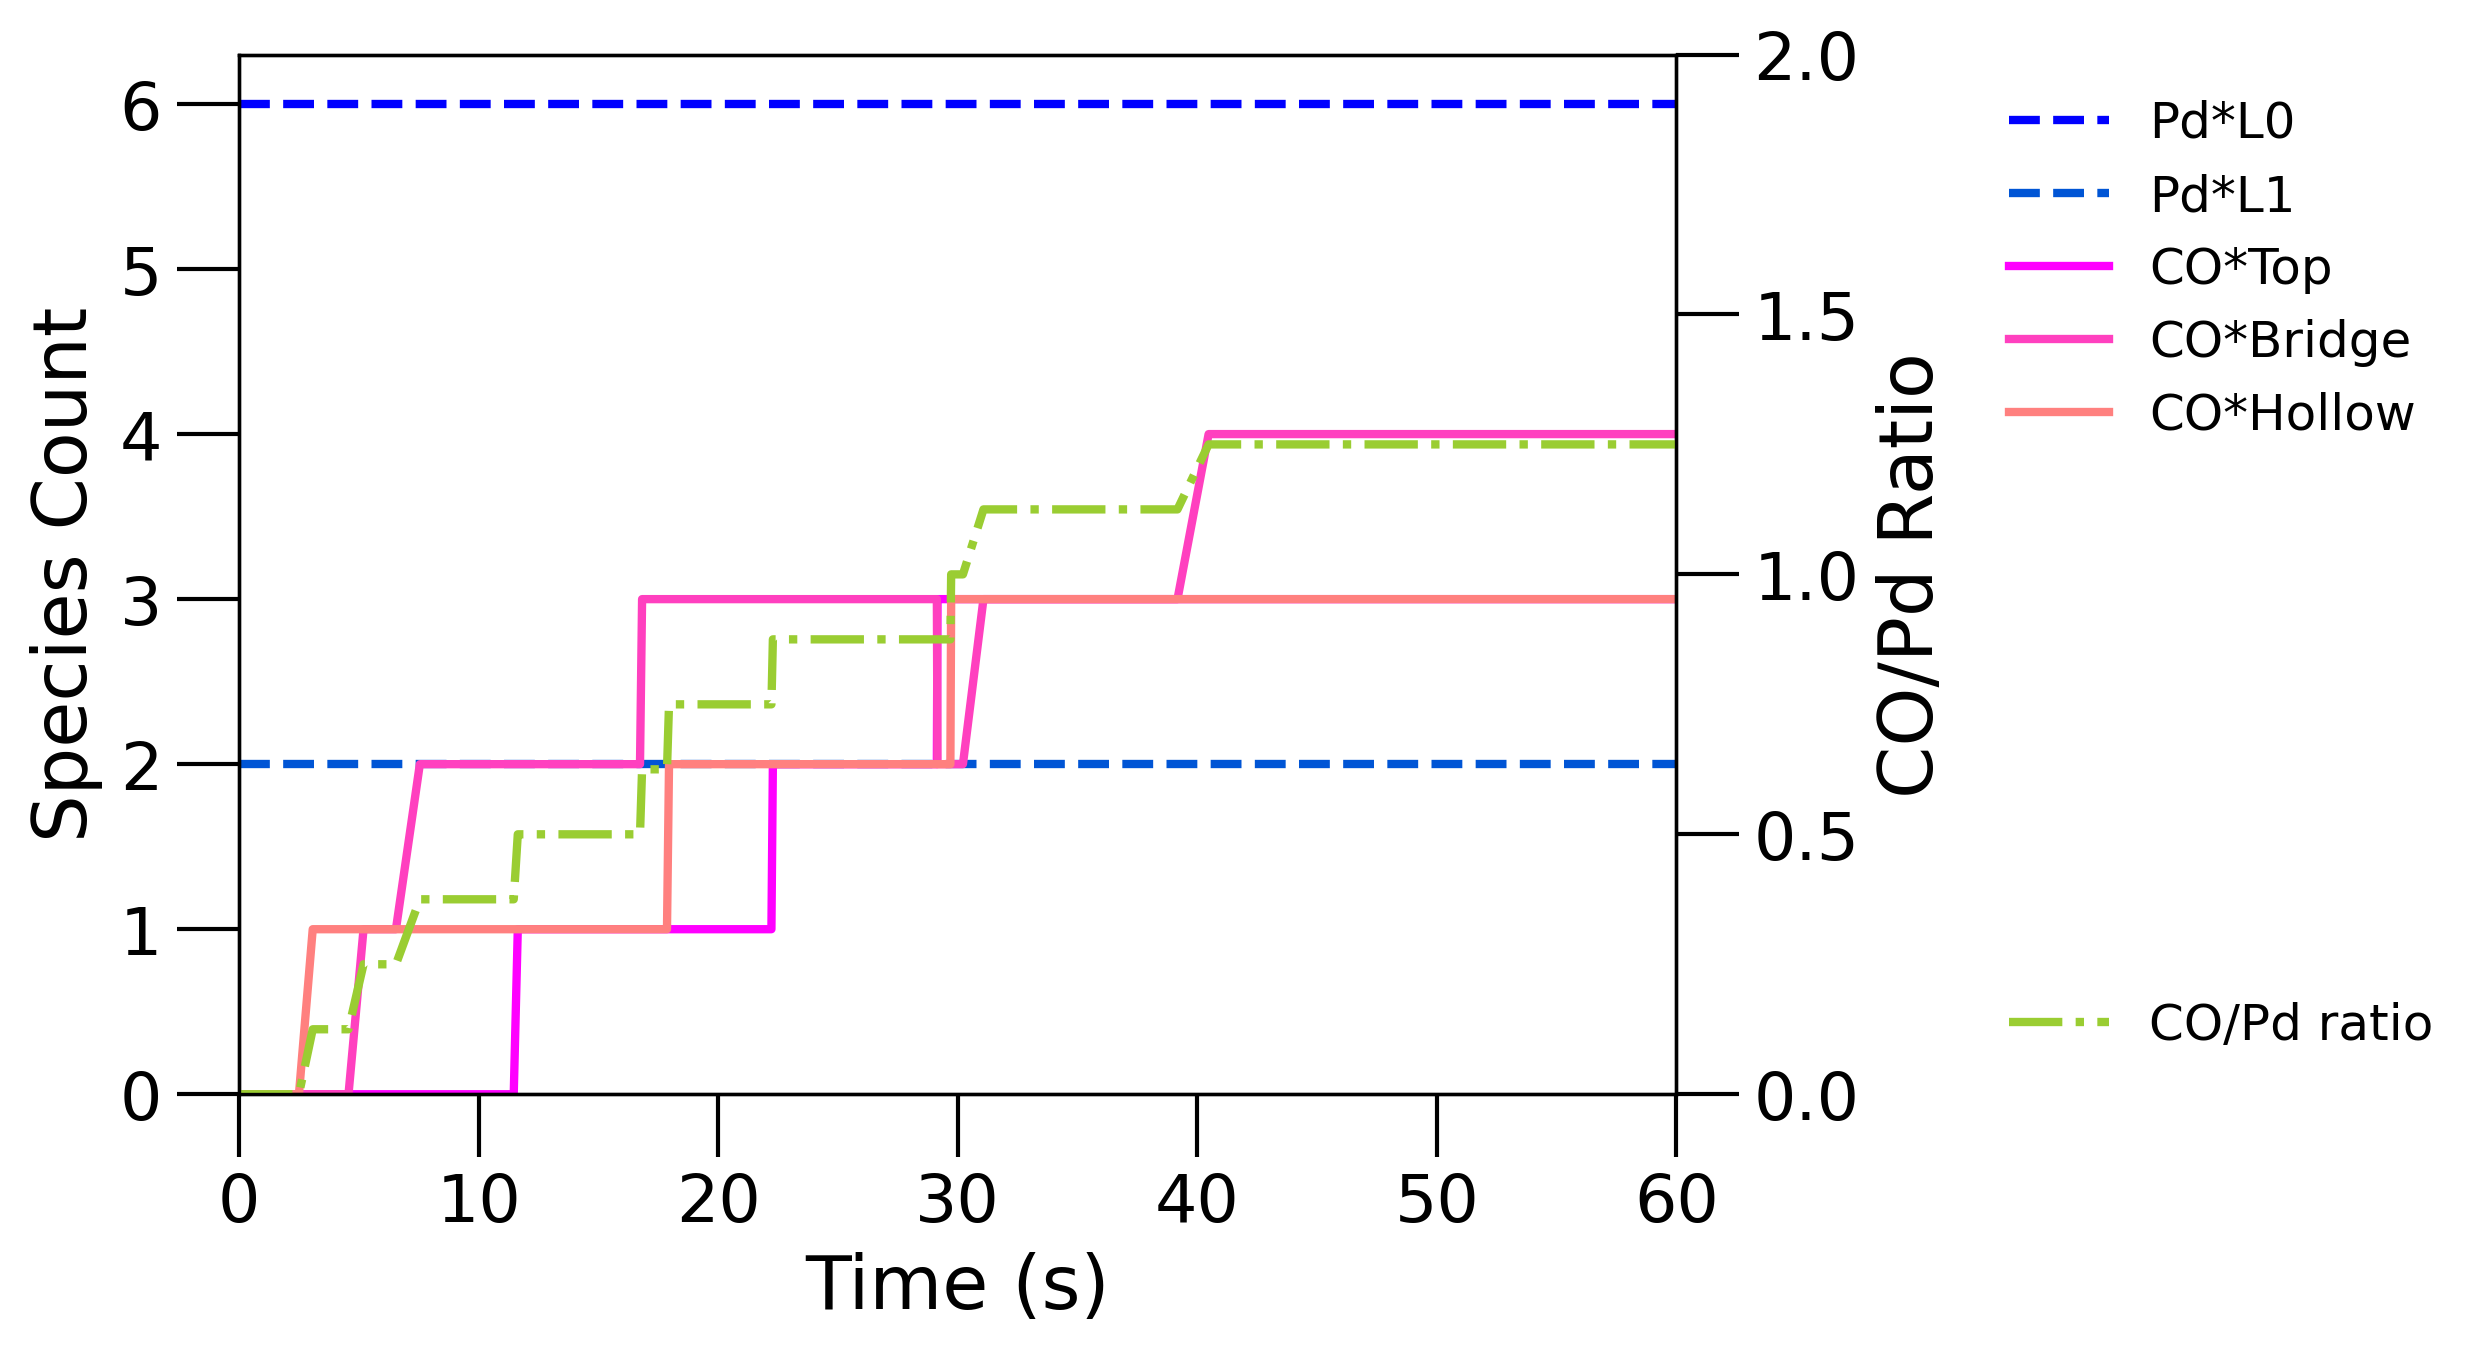 Species Count
6
5
4
3
2
1
0
0 10 20 30 40 50 60
Time (s)
2.0
1.5
1.0
0.5
0.0
CO/Pd Ratio
Pd*L0
Pd*L1
CO*Top
CO*Bridge
CO*Hollow
CO/Pd ratio